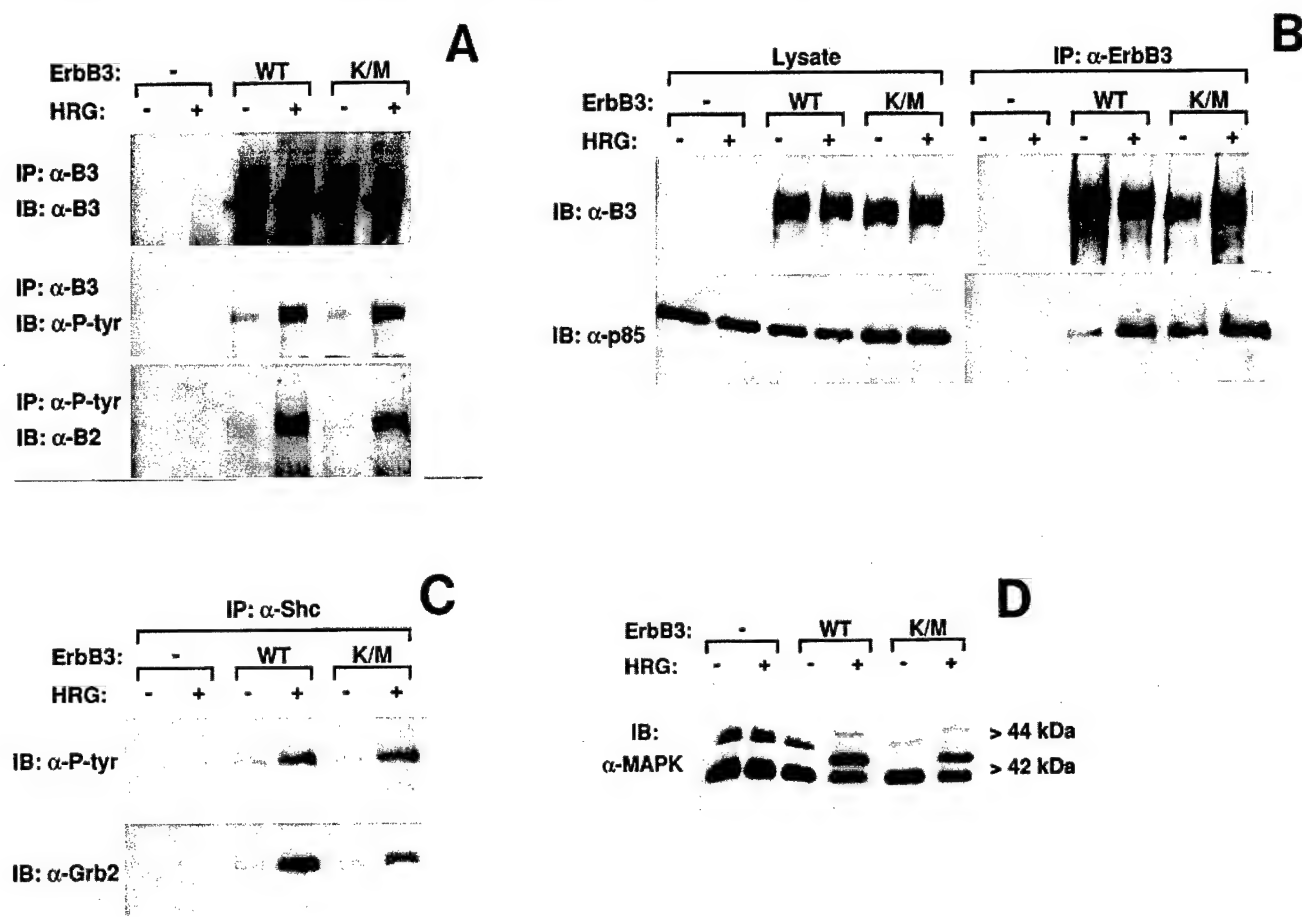 A
ErbB3: - WT K/M
HRG: - + - + - +
IP: α-B3
IB: α-B3
IP: α-B3
IB: α-P-tyr
IP: α-P-tyr
IB: α-B2
B
Lysate IP: α-ErbB3
ErbB3: - WT K/M - WT K/M
HRG: - + - + - + - + - + - +
IB: α-B3
IB: α-p85
C
IP: α-Shc
ErbB3: - WT K/M
HRG: - + - + - +
IB: α-P-tyr
IB: α-Grb2
D
ErbB3: - WT K/M
HRG: - + - + - +
IB:
α-MAPK
> 44 kDa
> 42 kDa